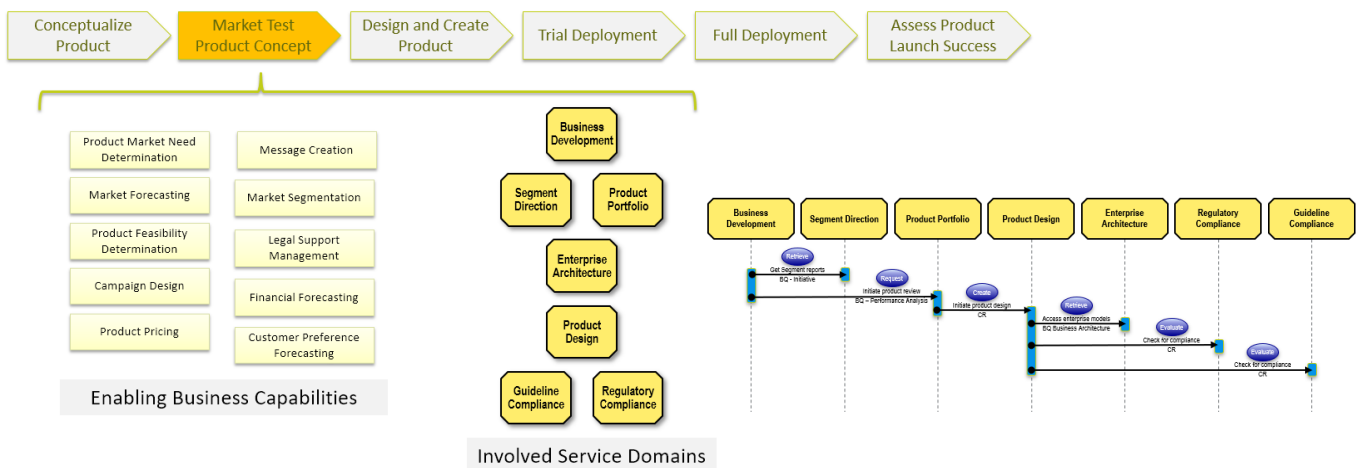 Conceptualize
Product
Market Test
Product Concept
Design and Create
Product
Trial Deployment
Full Deployment
Assess Product
Launch Success
Product Market Need
Determination
Market Forecasting
Product Feasibility
Determination
Campaign Design
Product Pricing
Message Creation
Market Segmentation
Legal Support
Management
Financial Forecasting
Customer Preference
Forecasting
Enabling Business Capabilities
Business
Development
Segment
Direction
Product
Portfolio
Enterprise
Architecture
Product
Design
Guideline
Compliance
Regulatory
Compliance
Involved Service Domains
Business
Development
Segment Direction
Product Portfolio
Product Design
Enterprise
Architecture
Regulatory
Compliance
Guideline
Compliance
Retrieve
Get Segment reports
BQ - Initiative
Request
Initiate product review
BQ – Performance Analysis
Create
Initiate product design
CR
Retrieve
Access enterprise models
BQ Business Architecture
Evaluate
Check for compliance
CR
Evaluate
Check for compliance
CR